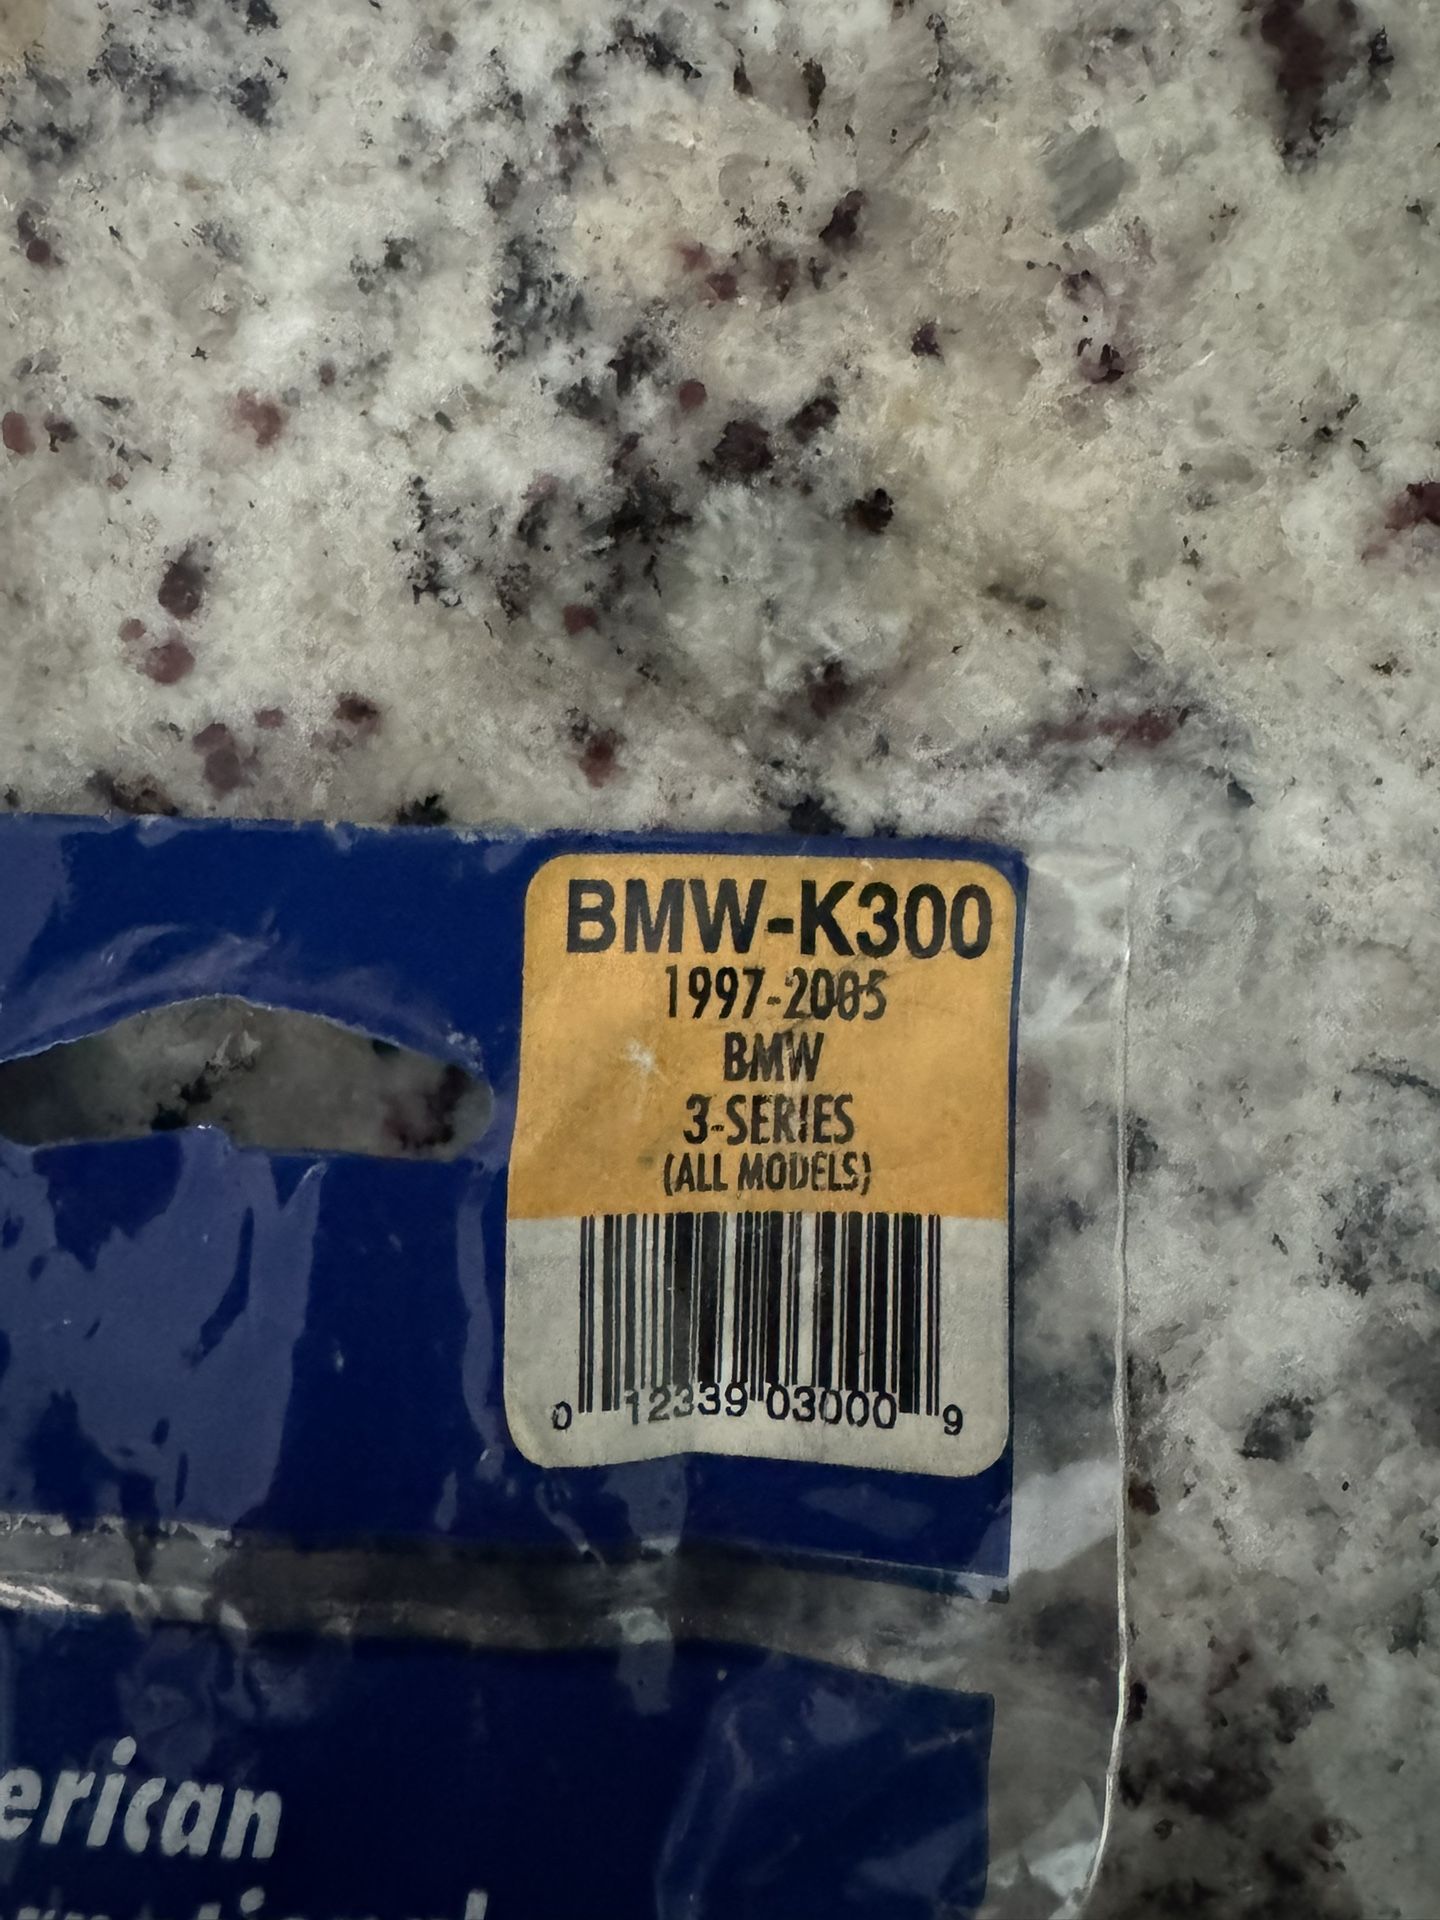 BMW-K300
1997-2005
BMW
3-SERIES
(ALL MODELS)
0 12339 03000 9
erican